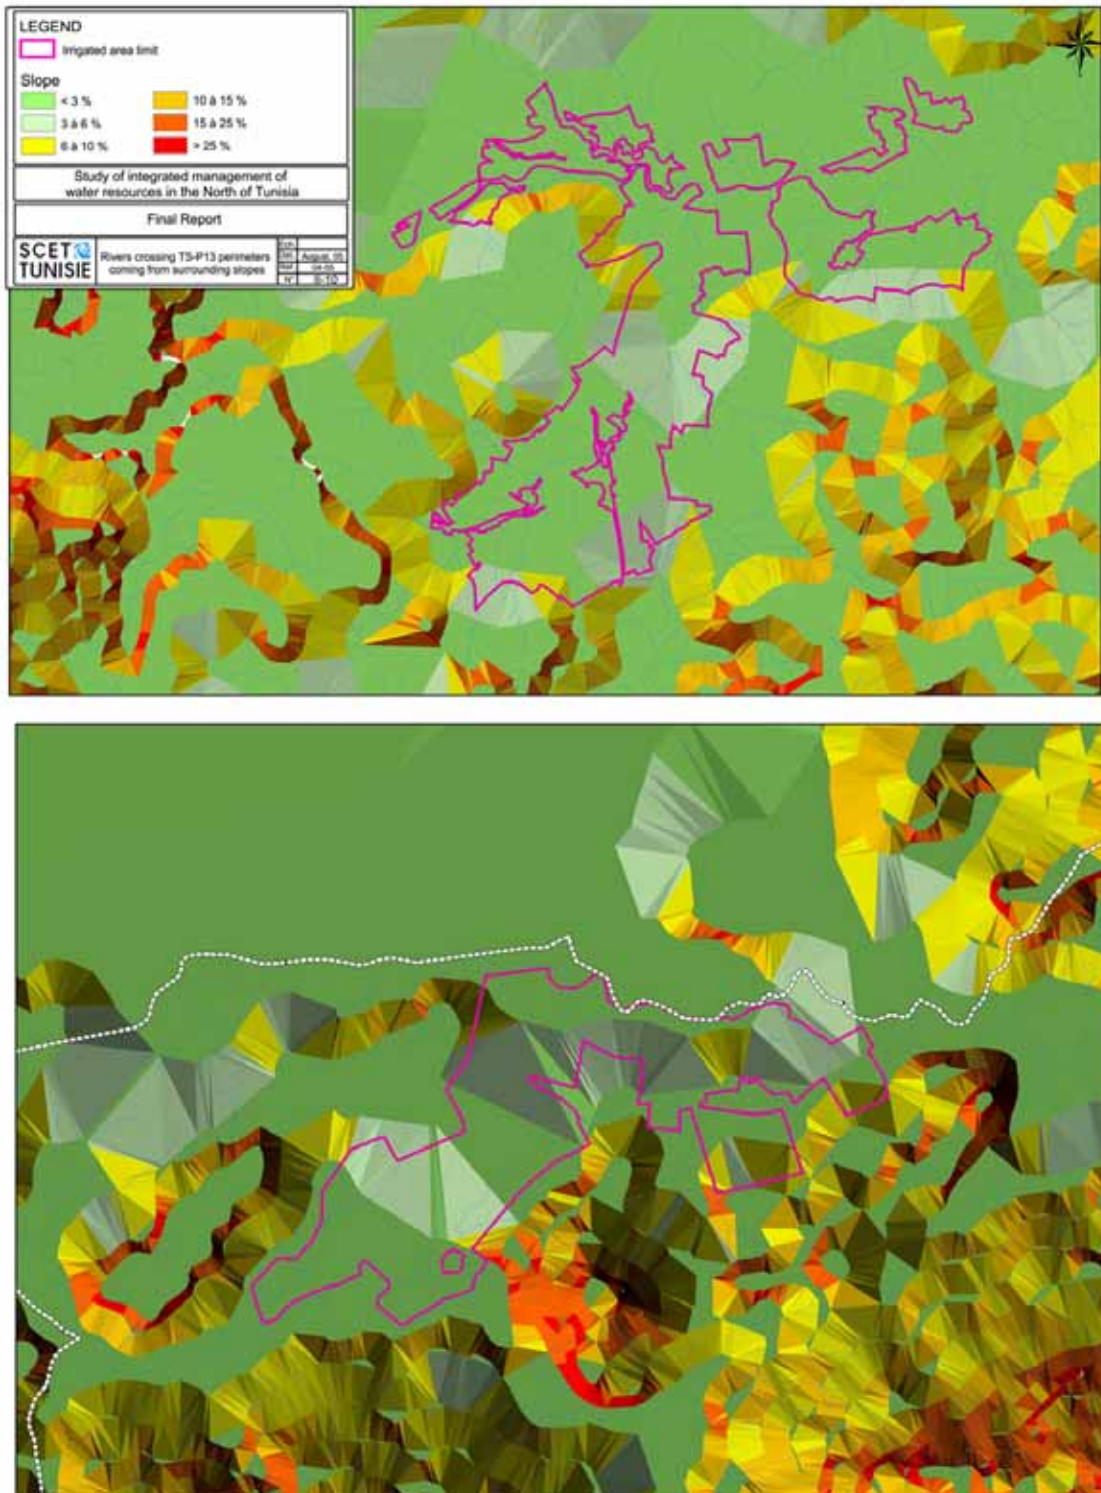 LEGEND
Irrigated area limit
Slope
< 3 %
10 à 15 %
3 à 6 %
15 à 25 %
6 à 10 %
> 25 %
Study of integrated management of
water resources in the North of Tunisia
Final Report
SCET
TUNISIE
Rivers crossing T5-P13 perimeters
coming from surrounding slopes
Ech.
August. 05
N°